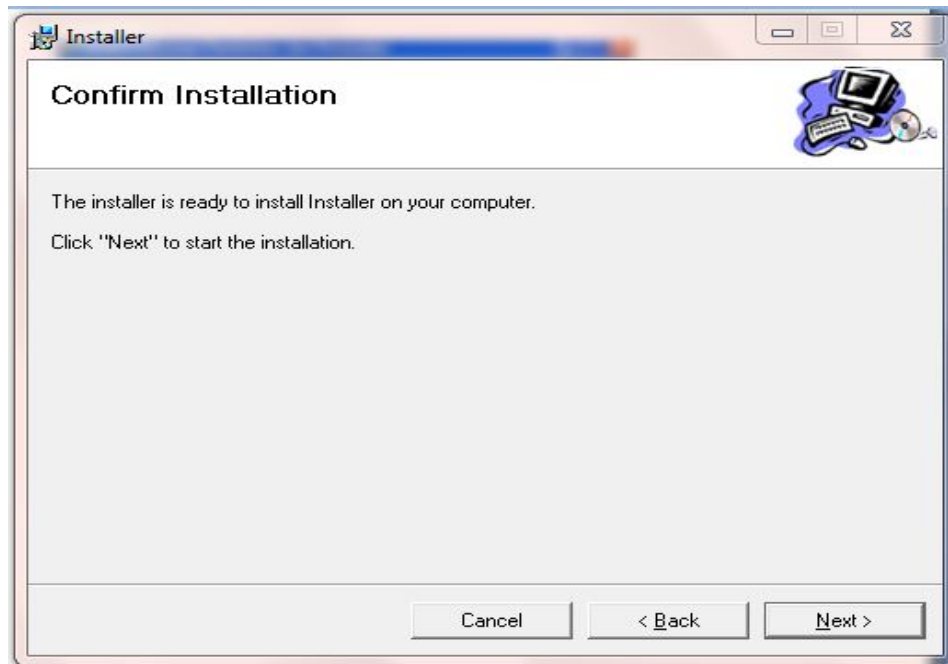 Installer
Confirm Installation
The installer is ready to install Installer on your computer.
Click "Next" to start the installation.
Cancel
< Back
Next >